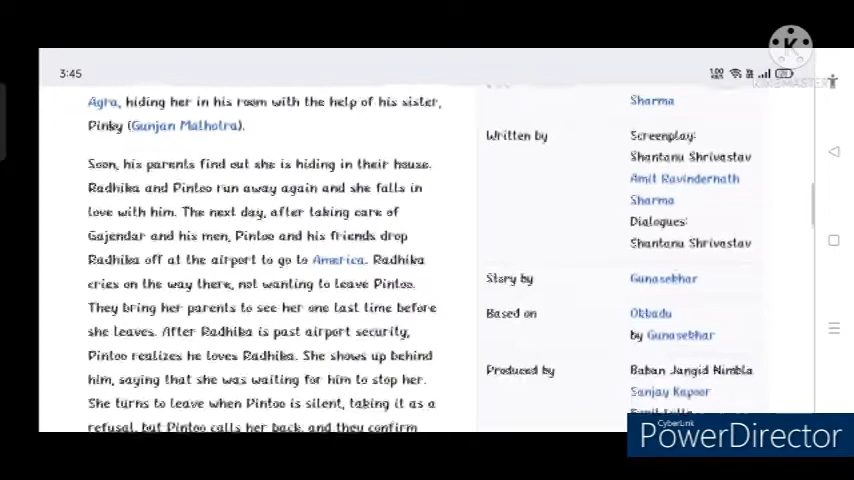 3:45
KINEMASTER
Agra, hiding her in his room with the help of his sister,
Pinky (Gunjan Malhotra).
Soon, his parents find out she is hiding in their house.
Radhika and Pintoo run away again and she falls in
love with him. The next day, after taking care of
Gajendar and his men, Pintoo and his friends drop
Radhika off at the airport to go to America. Radhika
cries on the way there, not wanting to leave Pintoo.
They bring her parents to see her one last time before
she leaves. After Radhika is past airport security,
Pintoo realizes he loves Radhika. She shows up behind
him, saying that she was waiting for him to stop her.
She turns to leave when Pintoo is silent, taking it as a
refusal, but Pintoo calls her back, and they confirm
Sharma
Written by
Screenplay:
Shantanu Shrivastav
Amit Ravindernath
Sharma
Dialogues:
Shantanu Shrivastav
Story by
Gunasekhar
Based on
Okkadu
by Gunasekhar
Produced by
Baban Jangid Nimbla
Sanjay Kapoor
CyberLink
PowerDirector